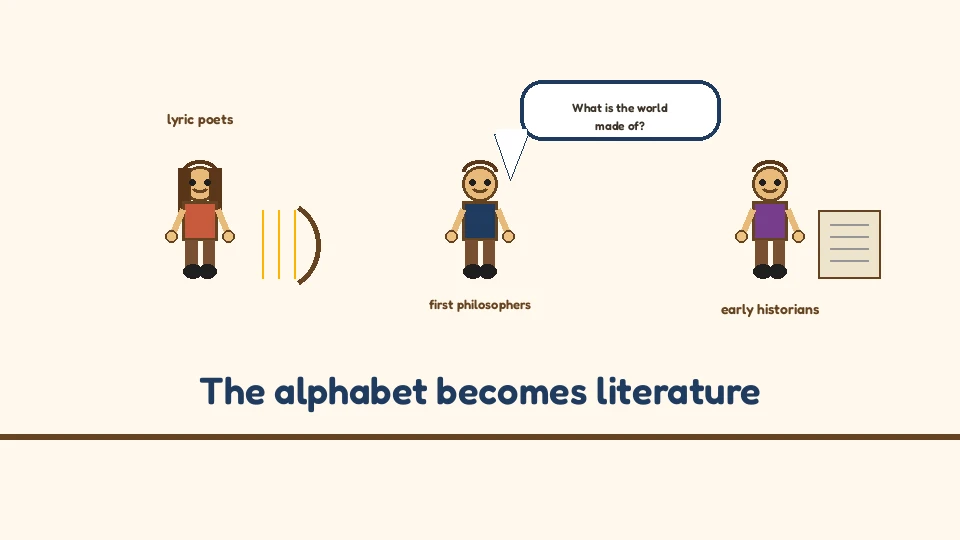 lyric poets
What is the world
made of?
first philosophers
early historians
The alphabet becomes literature